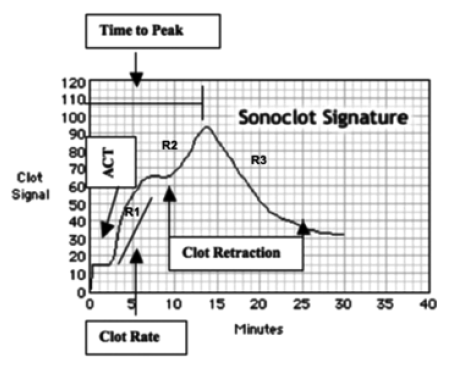 Time to Peak
120
110
100
90
80
70
60
50
40
30
20
10
0
Clot
Signal
Sonoclot Signature
ACT
R1
R2
R3
Clot Retraction
0 5 10 15 20 25 30 35 40
Minutes
Clot Rate